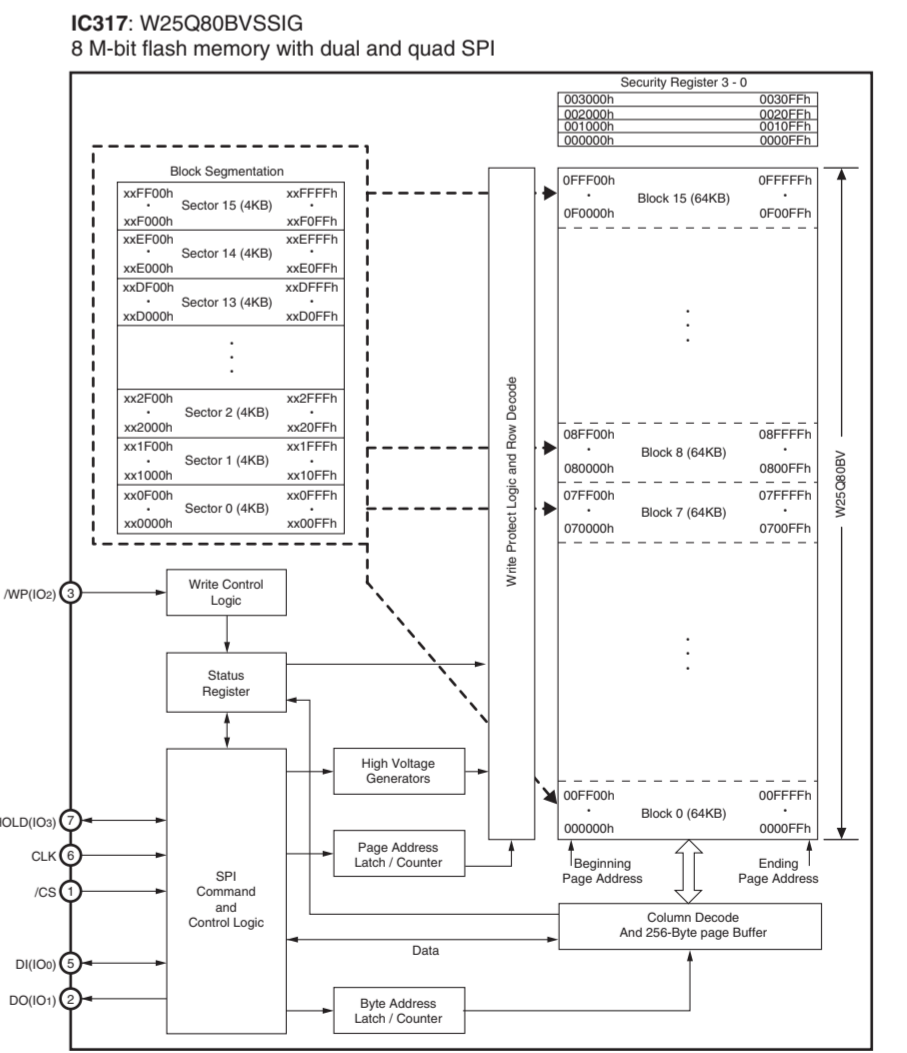 IC317: W25Q80BVSSIG
8 M-bit flash memory with dual and quad SPI
Security Register 3 - 0
003000h 0030FFh
002000h 0020FFh
001000h 0010FFh
000000h 0000FFh
Block Segmentation
xxFF00h xxFFFFh
Sector 15 (4KB)
xxF000h xxF0FFh
xxEF00h xxEFFFh
Sector 14 (4KB)
xxE000h xxE0FFh
xxDF00h xxDFFFh
Sector 13 (4KB)
xxD000h xxD0FFh
xx2F00h xx2FFFh
Sector 2 (4KB)
xx2000h xx20FFh
xx1F00h xx1FFFh
Sector 1 (4KB)
xx1000h xx10FFh
xx0F00h xx0FFFh
Sector 0 (4KB)
xx0000h xx00FFh
Write Protect Logic and Row Decode
0FFF00h 0FFFFFh
Block 15 (64KB)
0F0000h 0F00FFh
08FF00h 08FFFFh
Block 8 (64KB)
080000h 0800FFh
07FF00h 07FFFFh
Block 7 (64KB)
070000h 0700FFh
00FF00h 00FFFFh
Block 0 (64KB)
000000h 0000FFh
W25Q80BV
Beginning
Page Address
Ending
Page Address
/WP(IO2) 3
Write Control
Logic
Status
Register
High Voltage
Generators
Page Address
Latch / Counter
OLD(IO3) 7
CLK 6
/CS 1
DI(IO0) 5
DO(IO1) 2
SPI
Command
and
Control Logic
Column Decode
And 256-Byte page Buffer
Data
Byte Address
Latch / Counter